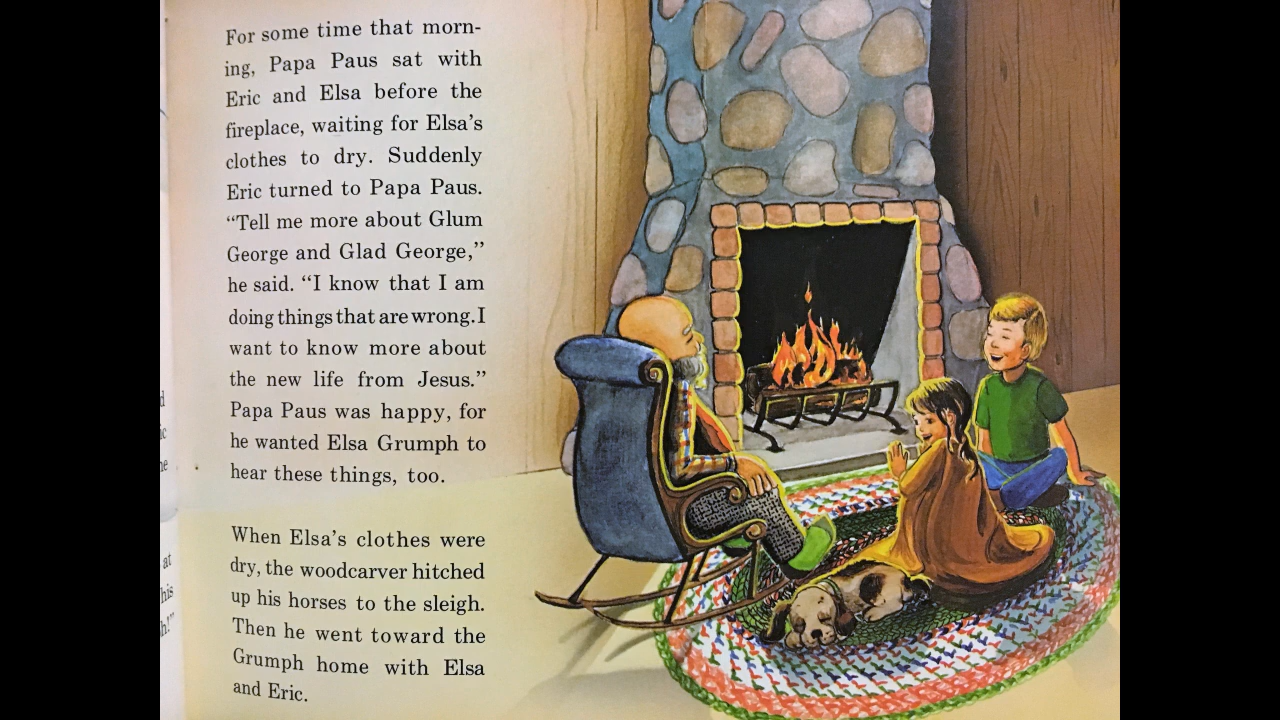 For some time that morn-
ing, Papa Paus sat with
Eric and Elsa before the
fireplace, waiting for Elsa's
clothes to dry. Suddenly
Eric turned to Papa Paus.
“Tell me more about Glum
George and Glad George,”
he said. “I know that I am
doing things that are wrong. I
want to know more about
the new life from Jesus.”
Papa Paus was happy, for
he wanted Elsa Grumph to
hear these things, too.
When Elsa's clothes were
dry, the woodcarver hitched
up his horses to the sleigh.
Then he went toward the
Grumph home with Elsa
and Eric.